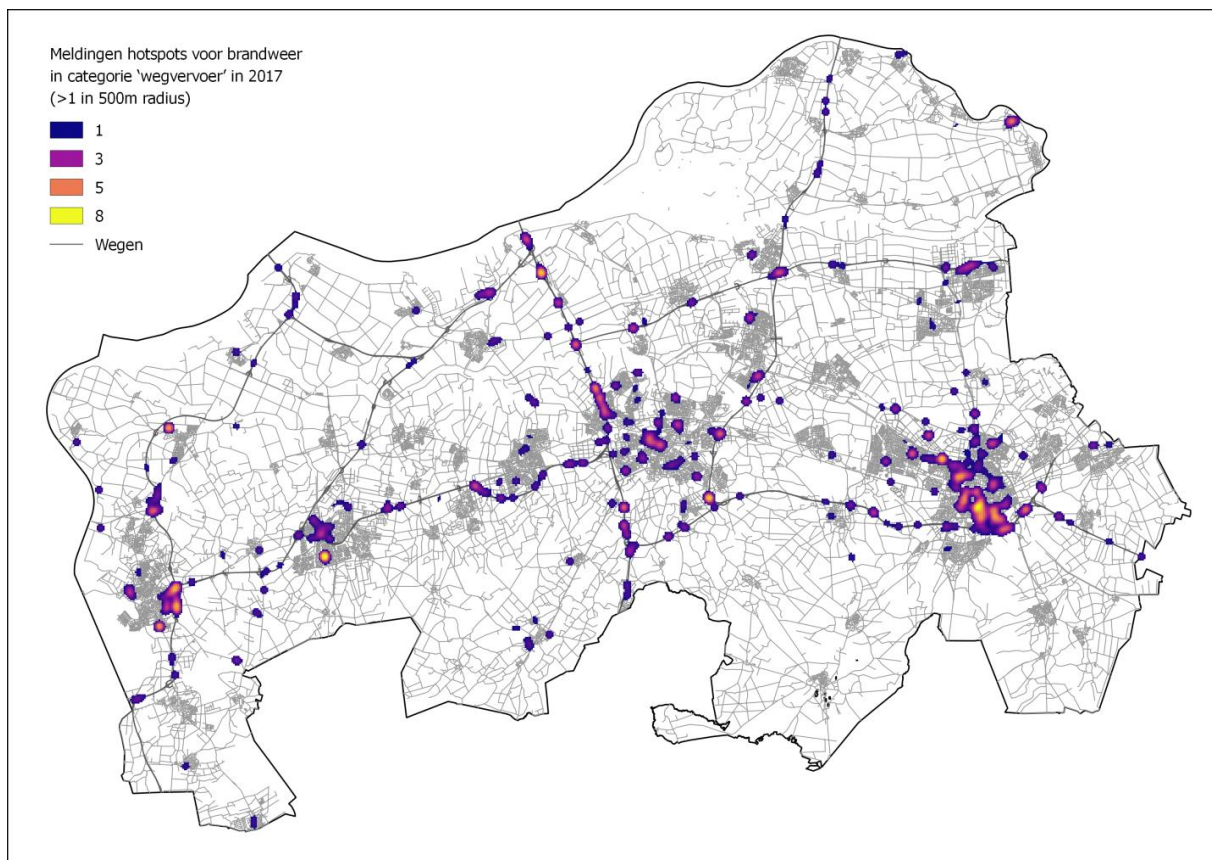 Meldingen hotspots voor brandweer
in categorie ‘wegvervoer’ in 2017
(>1 in 500m radius)
1
3
5
8
Wegen